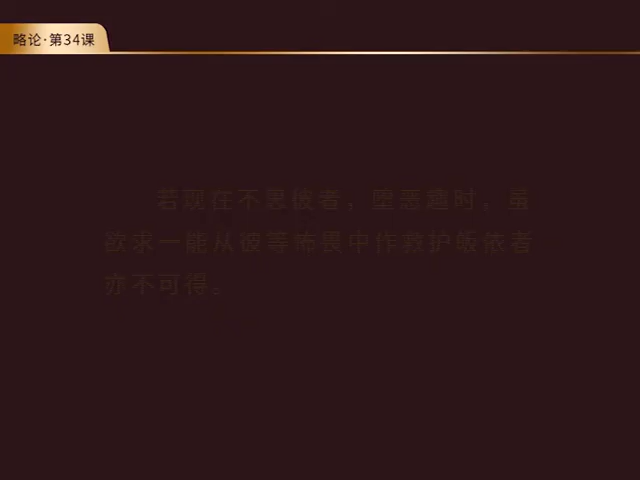 略论·第34课
若现在不思彼者，堕恶趣时，虽
欲求一能从彼等怖畏中作救护皈依者
亦不可得。